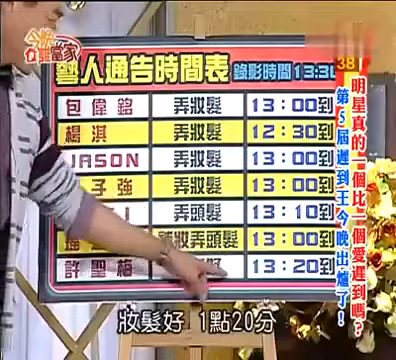 今晚
誰當家
38
藝人通告時間表 錄影時間13:30
包偉銘 弄妝髮 13：00到
楊淇 弄妝髮 12：30到
JASON 弄妝髮 13：00到
子強 弄妝髮 13：00到
弄頭髮 13：10到
妝弄頭髮 13：00到
許聖梅 13：20到
明星真的一個比一個愛遲到嗎?
第5屆遲到王今晚出爐了!
妝髮好 1點20分